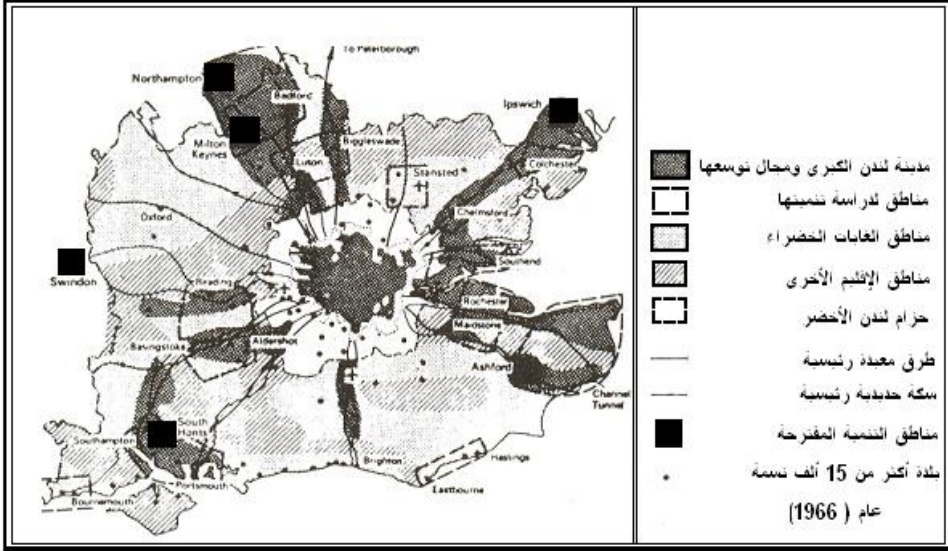 To Peterborough
Northampton
Bedford
Ipswich
Milton
Keynes
Biggleswade
Luton
Colchester
Stansted
Oxford
Chelmsford
Southend
Swindon
Reading
Rochester
Maidstone
Basingstoke
Aldershot
Ashford
Channel
Tunnel
South
Hants
Southampton
Brighton
Hastings
Portsmouth
Eastbourne
Bournemouth
مدينة لندن الكبرى ومجال توسعها
مناطق لدراسة تنميتها
مناطق الغابات الخضراء
مناطق الإقليم الأخرى
حزام لندن الأخضر
طرق معبدة رئيسية
سكة حديدية رئيسية
مناطق التنمية المقترحة
بلدة أكثر من 15 ألف نسمة
عام (1966)